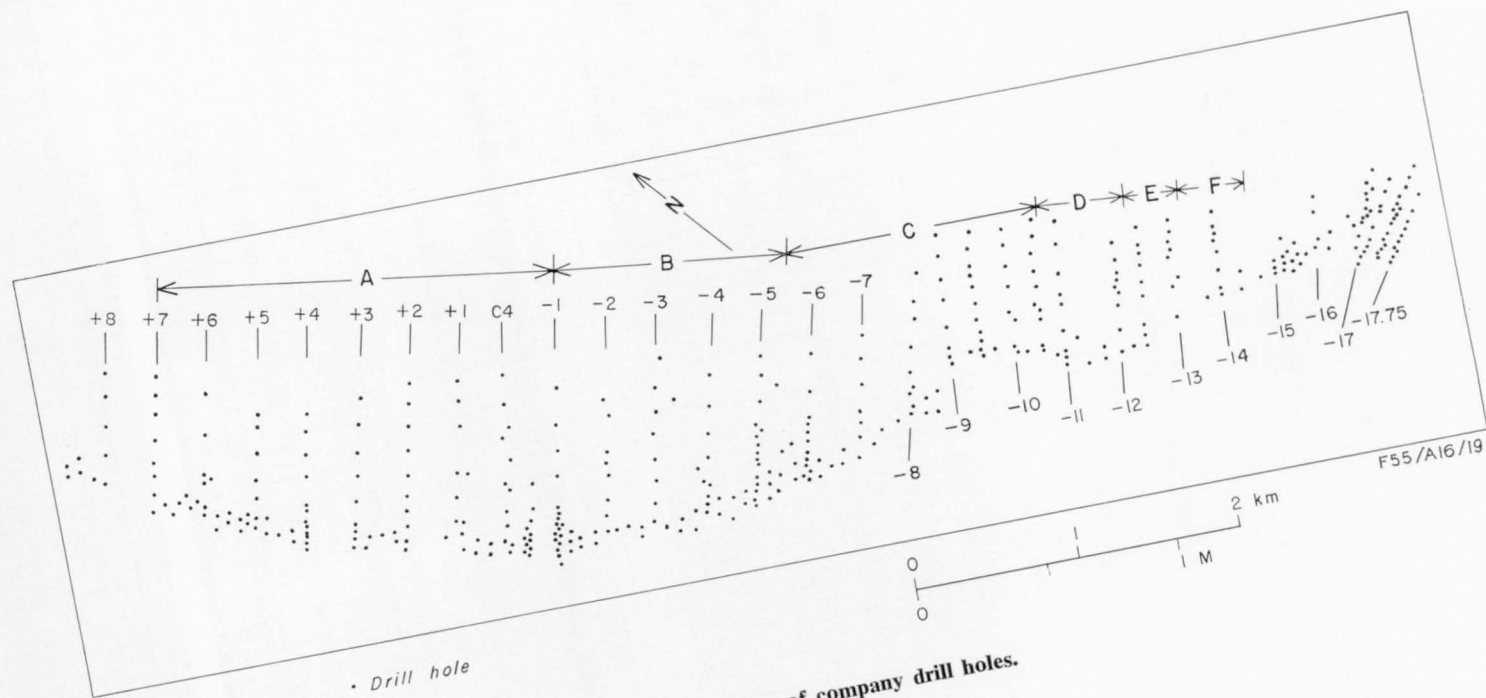 N
A B C D E F
+8 +7 +6 +5 +4 +3 +2 +1 C4 -1 -2 -3 -4 -5 -6 -7
-8 -9 -10 -11 -12 -13 -14 -15 -16 -17 -17.75
F55/A16/19
0 1 2 km
0 1 M
• Drill hole
of company drill holes.